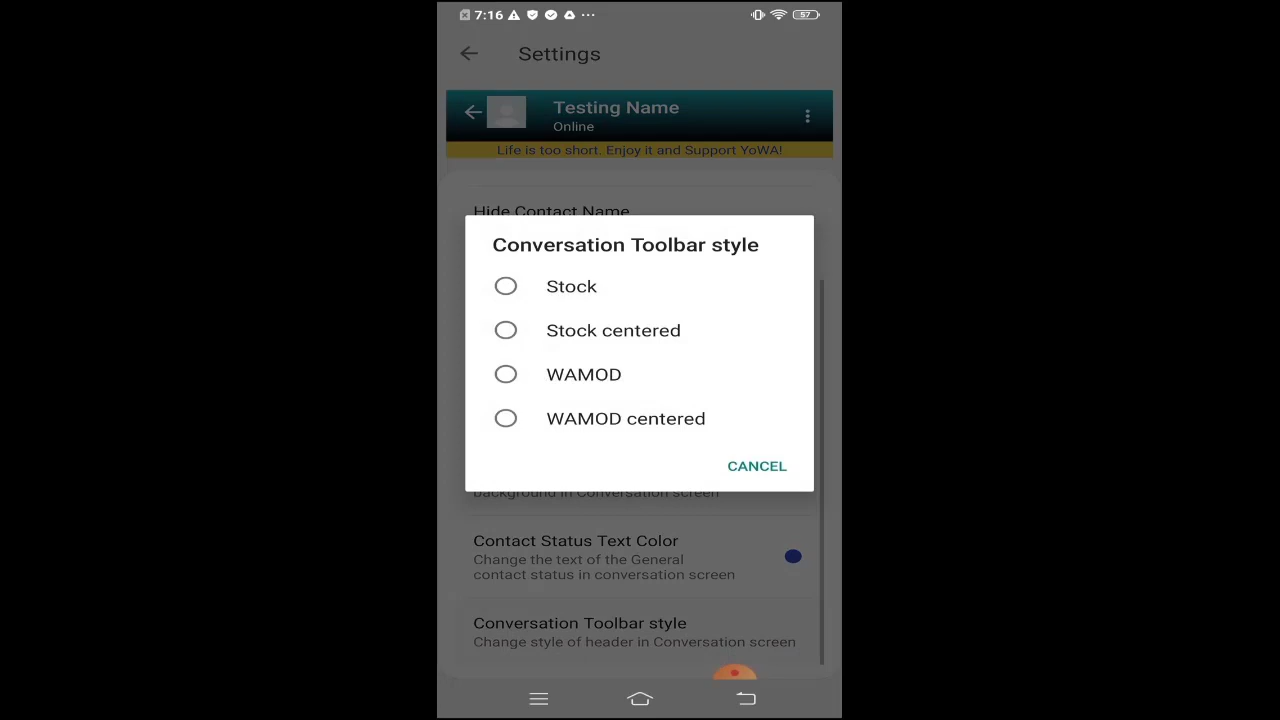 7:16
57
Settings
Testing Name
Online
Life is too short. Enjoy it and Support YoWA!
Hide Contact Name
Conversation Toolbar style
Stock
Stock centered
WAMOD
WAMOD centered
CANCEL
background in Conversation screen
Contact Status Text Color
Change the text of the General
contact status in conversation screen
Conversation Toolbar style
Change style of header in Conversation screen